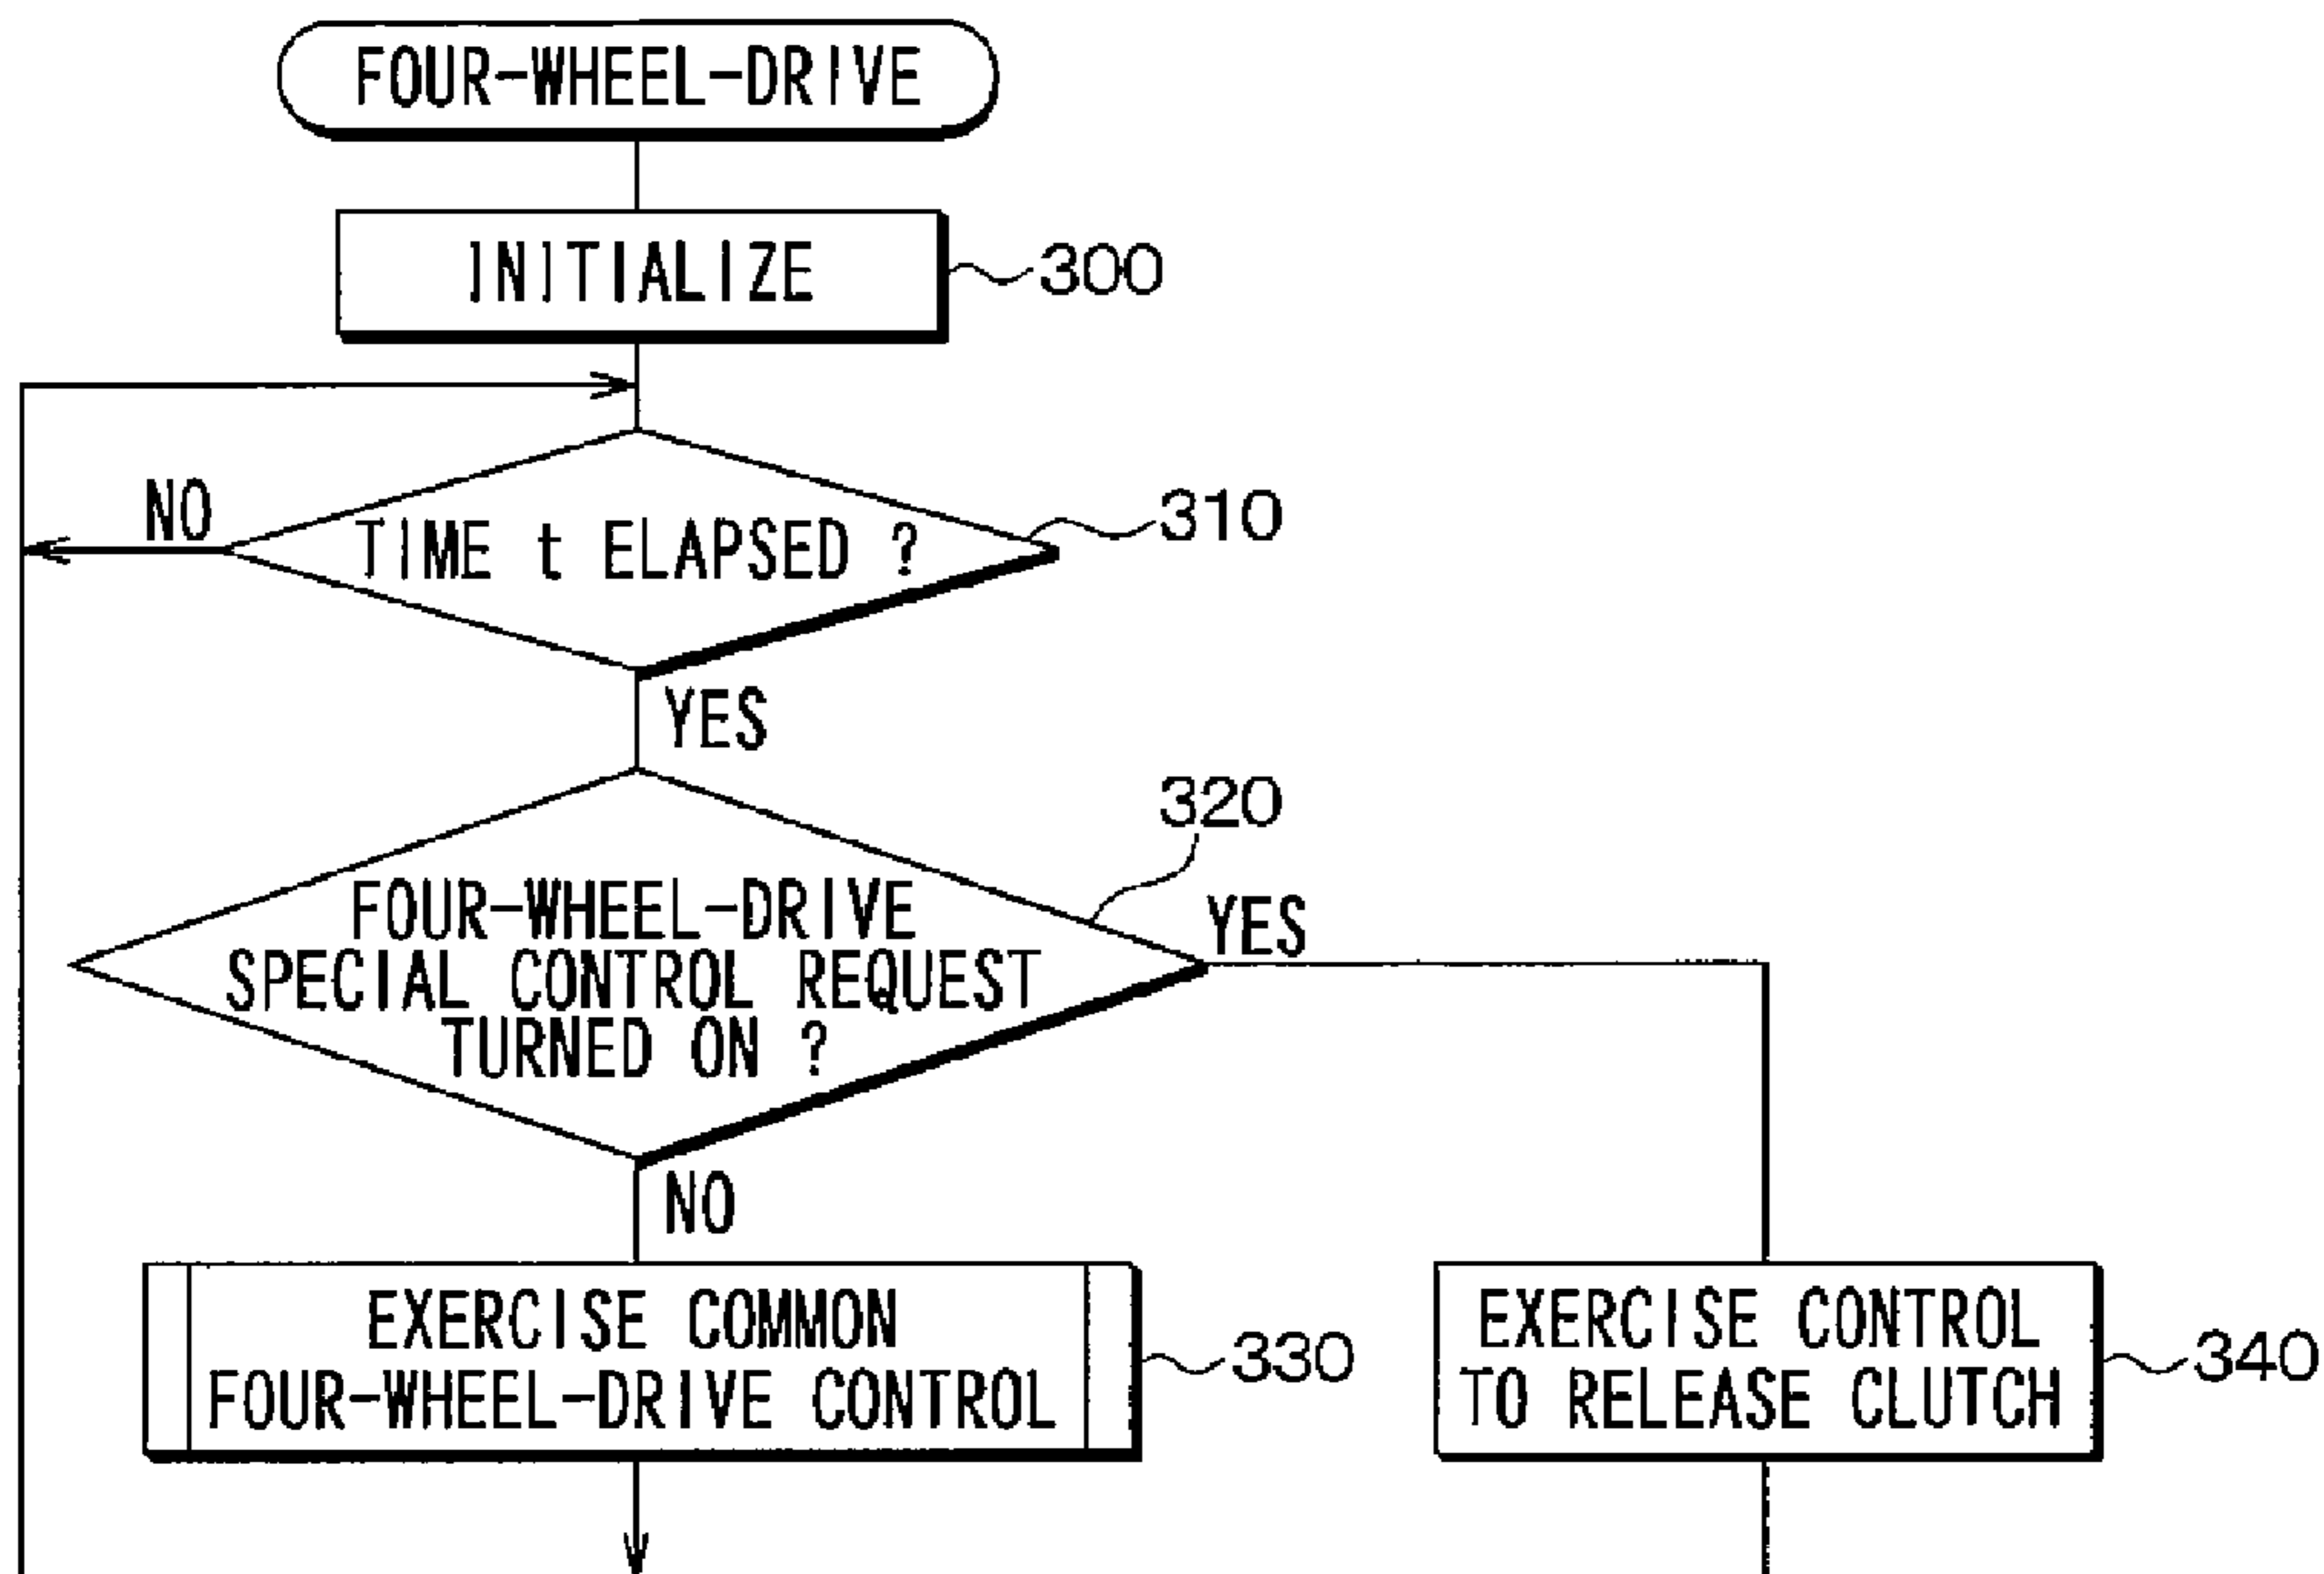 FOUR-WHEEL-DRIVE
INITIALIZE
300
NO
TIME t ELAPSED ?
310
YES
320
FOUR-WHEEL-DRIVE
SPECIAL CONTROL REQUEST
TURNED ON ?
YES
NO
EXERCISE COMMON
FOUR-WHEEL-DRIVE CONTROL
330
EXERCISE CONTROL
TO RELEASE CLUTCH
340